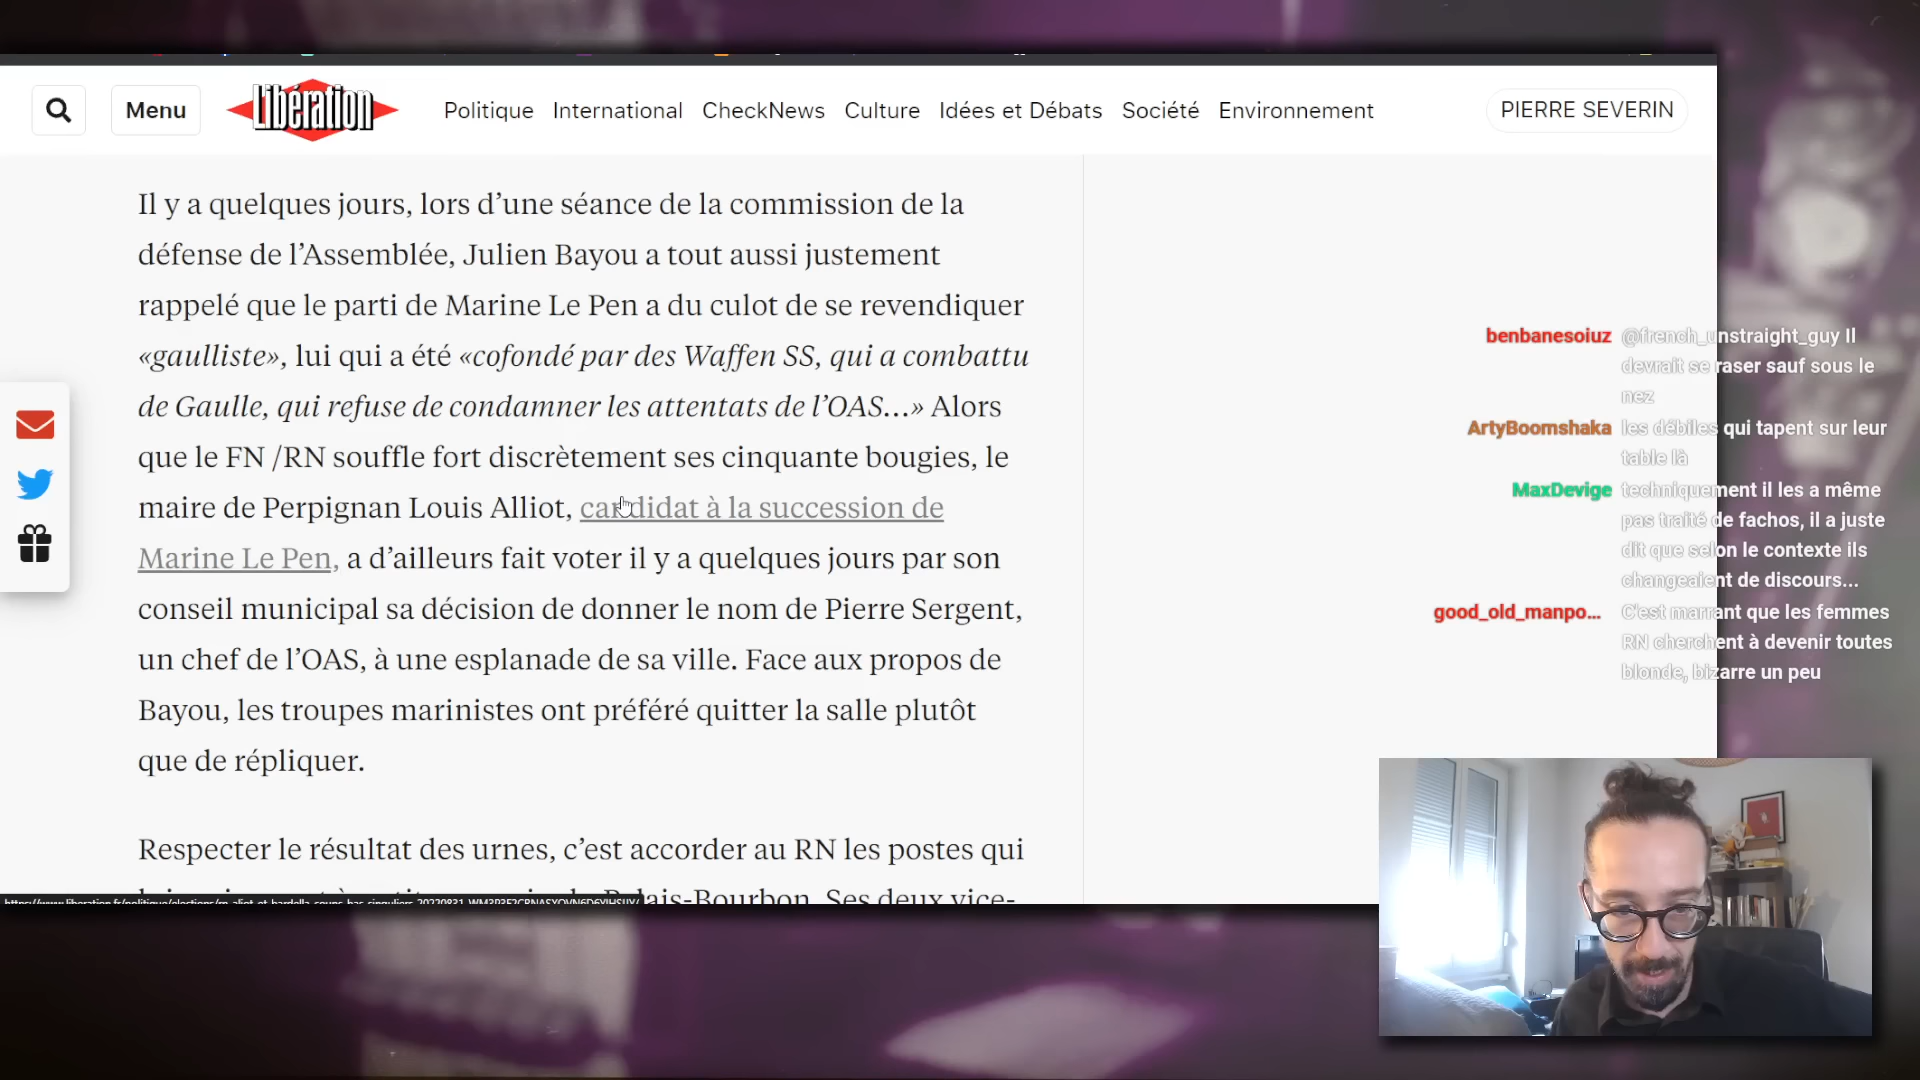 Menu
Libération
Politique International CheckNews Culture Idées et Débats Société Environnement
PIERRE SEVERIN
Il y a quelques jours, lors d’une séance de la commission de la
défense de l’Assemblée, Julien Bayou a tout aussi justement
rappelé que le parti de Marine Le Pen a du culot de se revendiquer
«gaulliste», lui qui a été «cofondé par des Waffen SS, qui a combattu
de Gaulle, qui refuse de condamner les attentats de l’OAS…» Alors
que le FN /RN souffle fort discrètement ses cinquante bougies, le
maire de Perpignan Louis Alliot, candidat à la succession de
Marine Le Pen, a d’ailleurs fait voter il y a quelques jours par son
conseil municipal sa décision de donner le nom de Pierre Sergent,
un chef de l’OAS, à une esplanade de sa ville. Face aux propos de
Bayou, les troupes marinistes ont préféré quitter la salle plutôt
que de répliquer.
Respecter le résultat des urnes, c’est accorder au RN les postes qui
Palais-Bourbon. Ses deux vice-
benbanesoiuz @french_unstraight_guy Il
devrait se raser sauf sous le
nez
ArtyBoomshaka les débiles qui tapent sur leur
table là
MaxDevige techniquement il les a même
pas traité de fachos, il a juste
dit que selon le contexte ils
changeaient de discours...
good_old_manpo... C'est marrant que les femmes
RN cherchent à devenir toutes
blonde, bizarre un peu